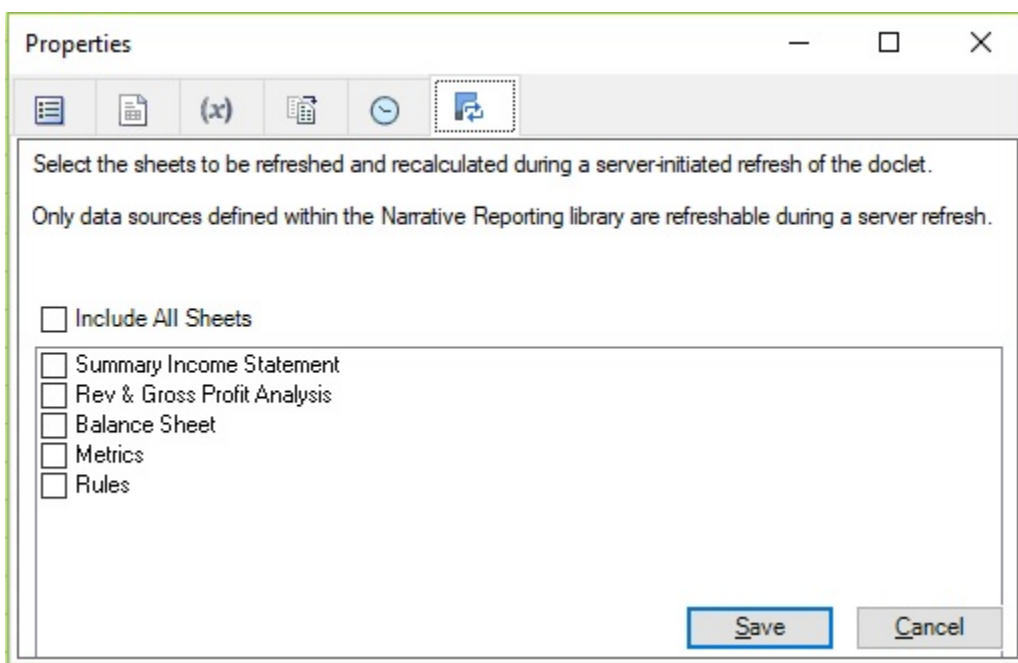 Properties
(x)
Select the sheets to be refreshed and recalculated during a server-initiated refresh of the doclet.
Only data sources defined within the Narrative Reporting library are refreshable during a server refresh.
Include All Sheets
Summary Income Statement
Rev & Gross Profit Analysis
Balance Sheet
Metrics
Rules
Save Cancel